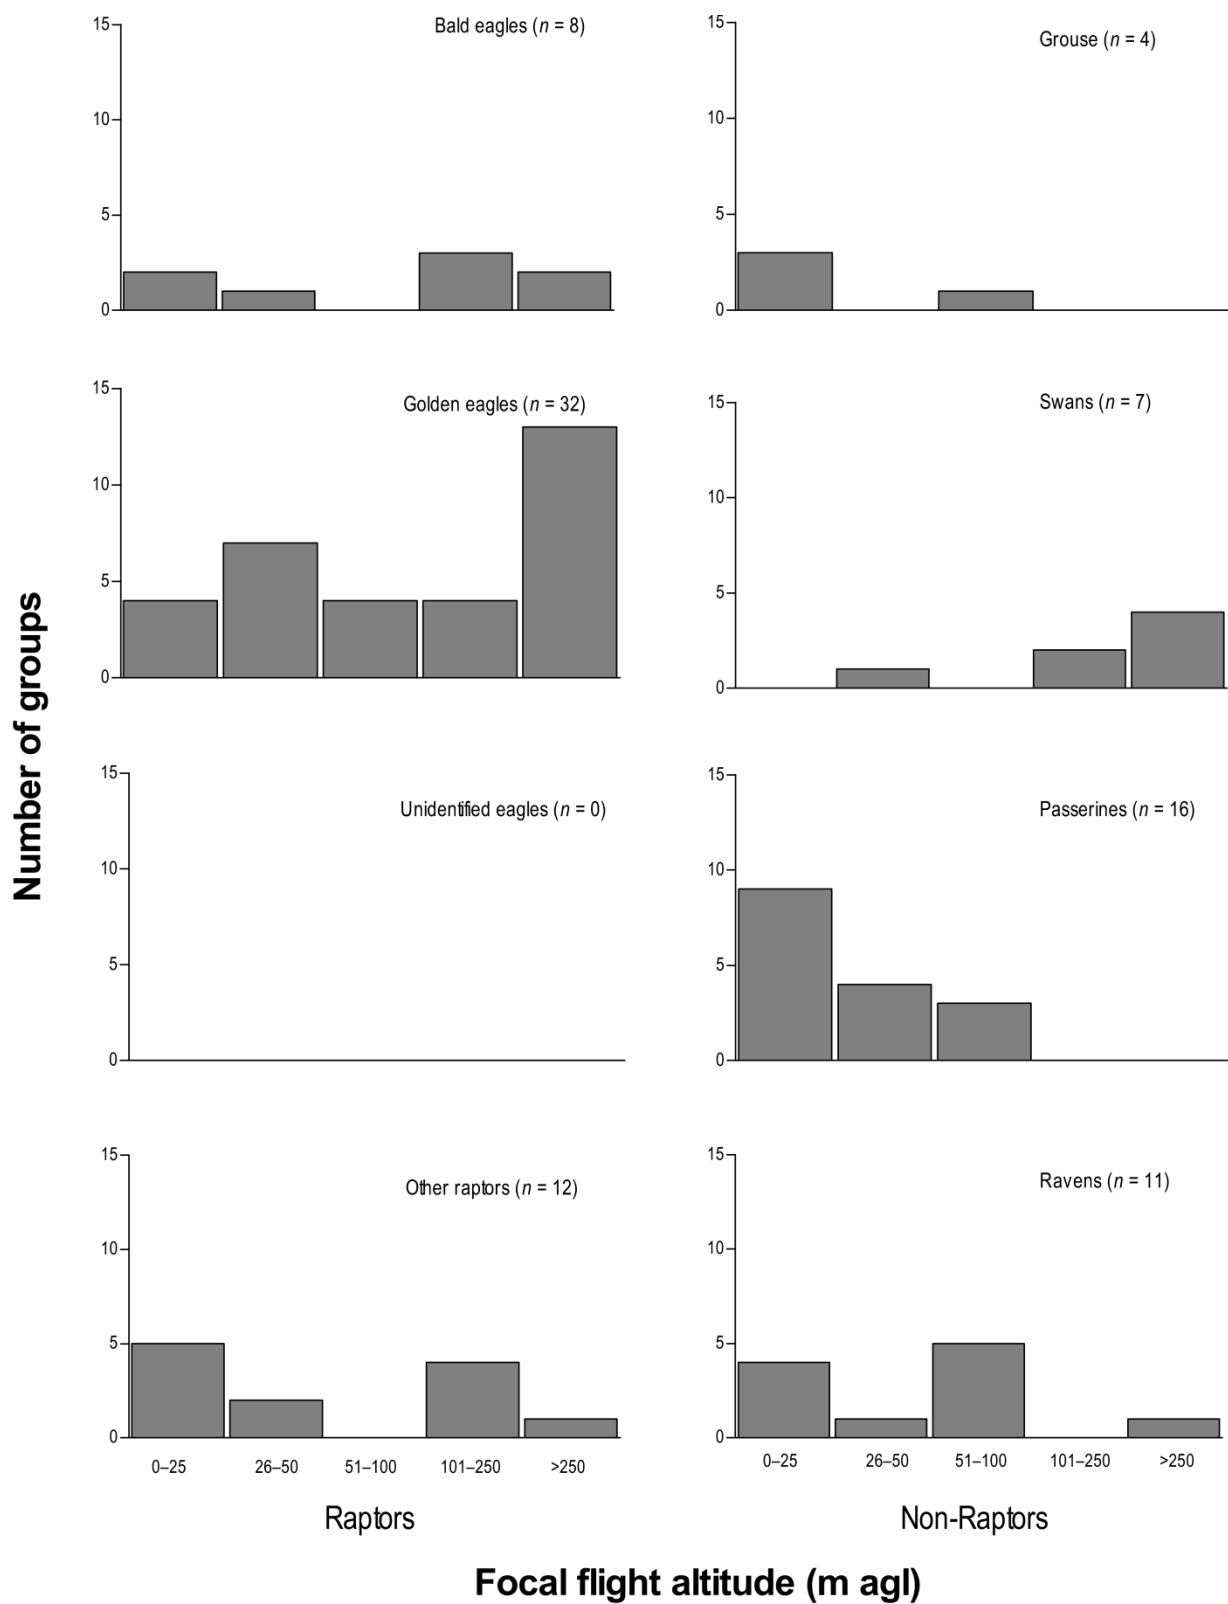 Number of groups
15
10
5
0
Bald eagles (n = 8)
15
10
5
0
Grouse (n = 4)
15
10
5
0
Golden eagles (n = 32)
15
10
5
0
Swans (n = 7)
15
10
5
0
Unidentified eagles (n = 0)
15
10
5
0
Passerines (n = 16)
15
10
5
0
Other raptors (n = 12)
0–25 26–50 51–100 101–250 >250
Raptors
15
10
5
0
Ravens (n = 11)
0–25 26–50 51–100 101–250 >250
Non-Raptors
Focal flight altitude (m agl)